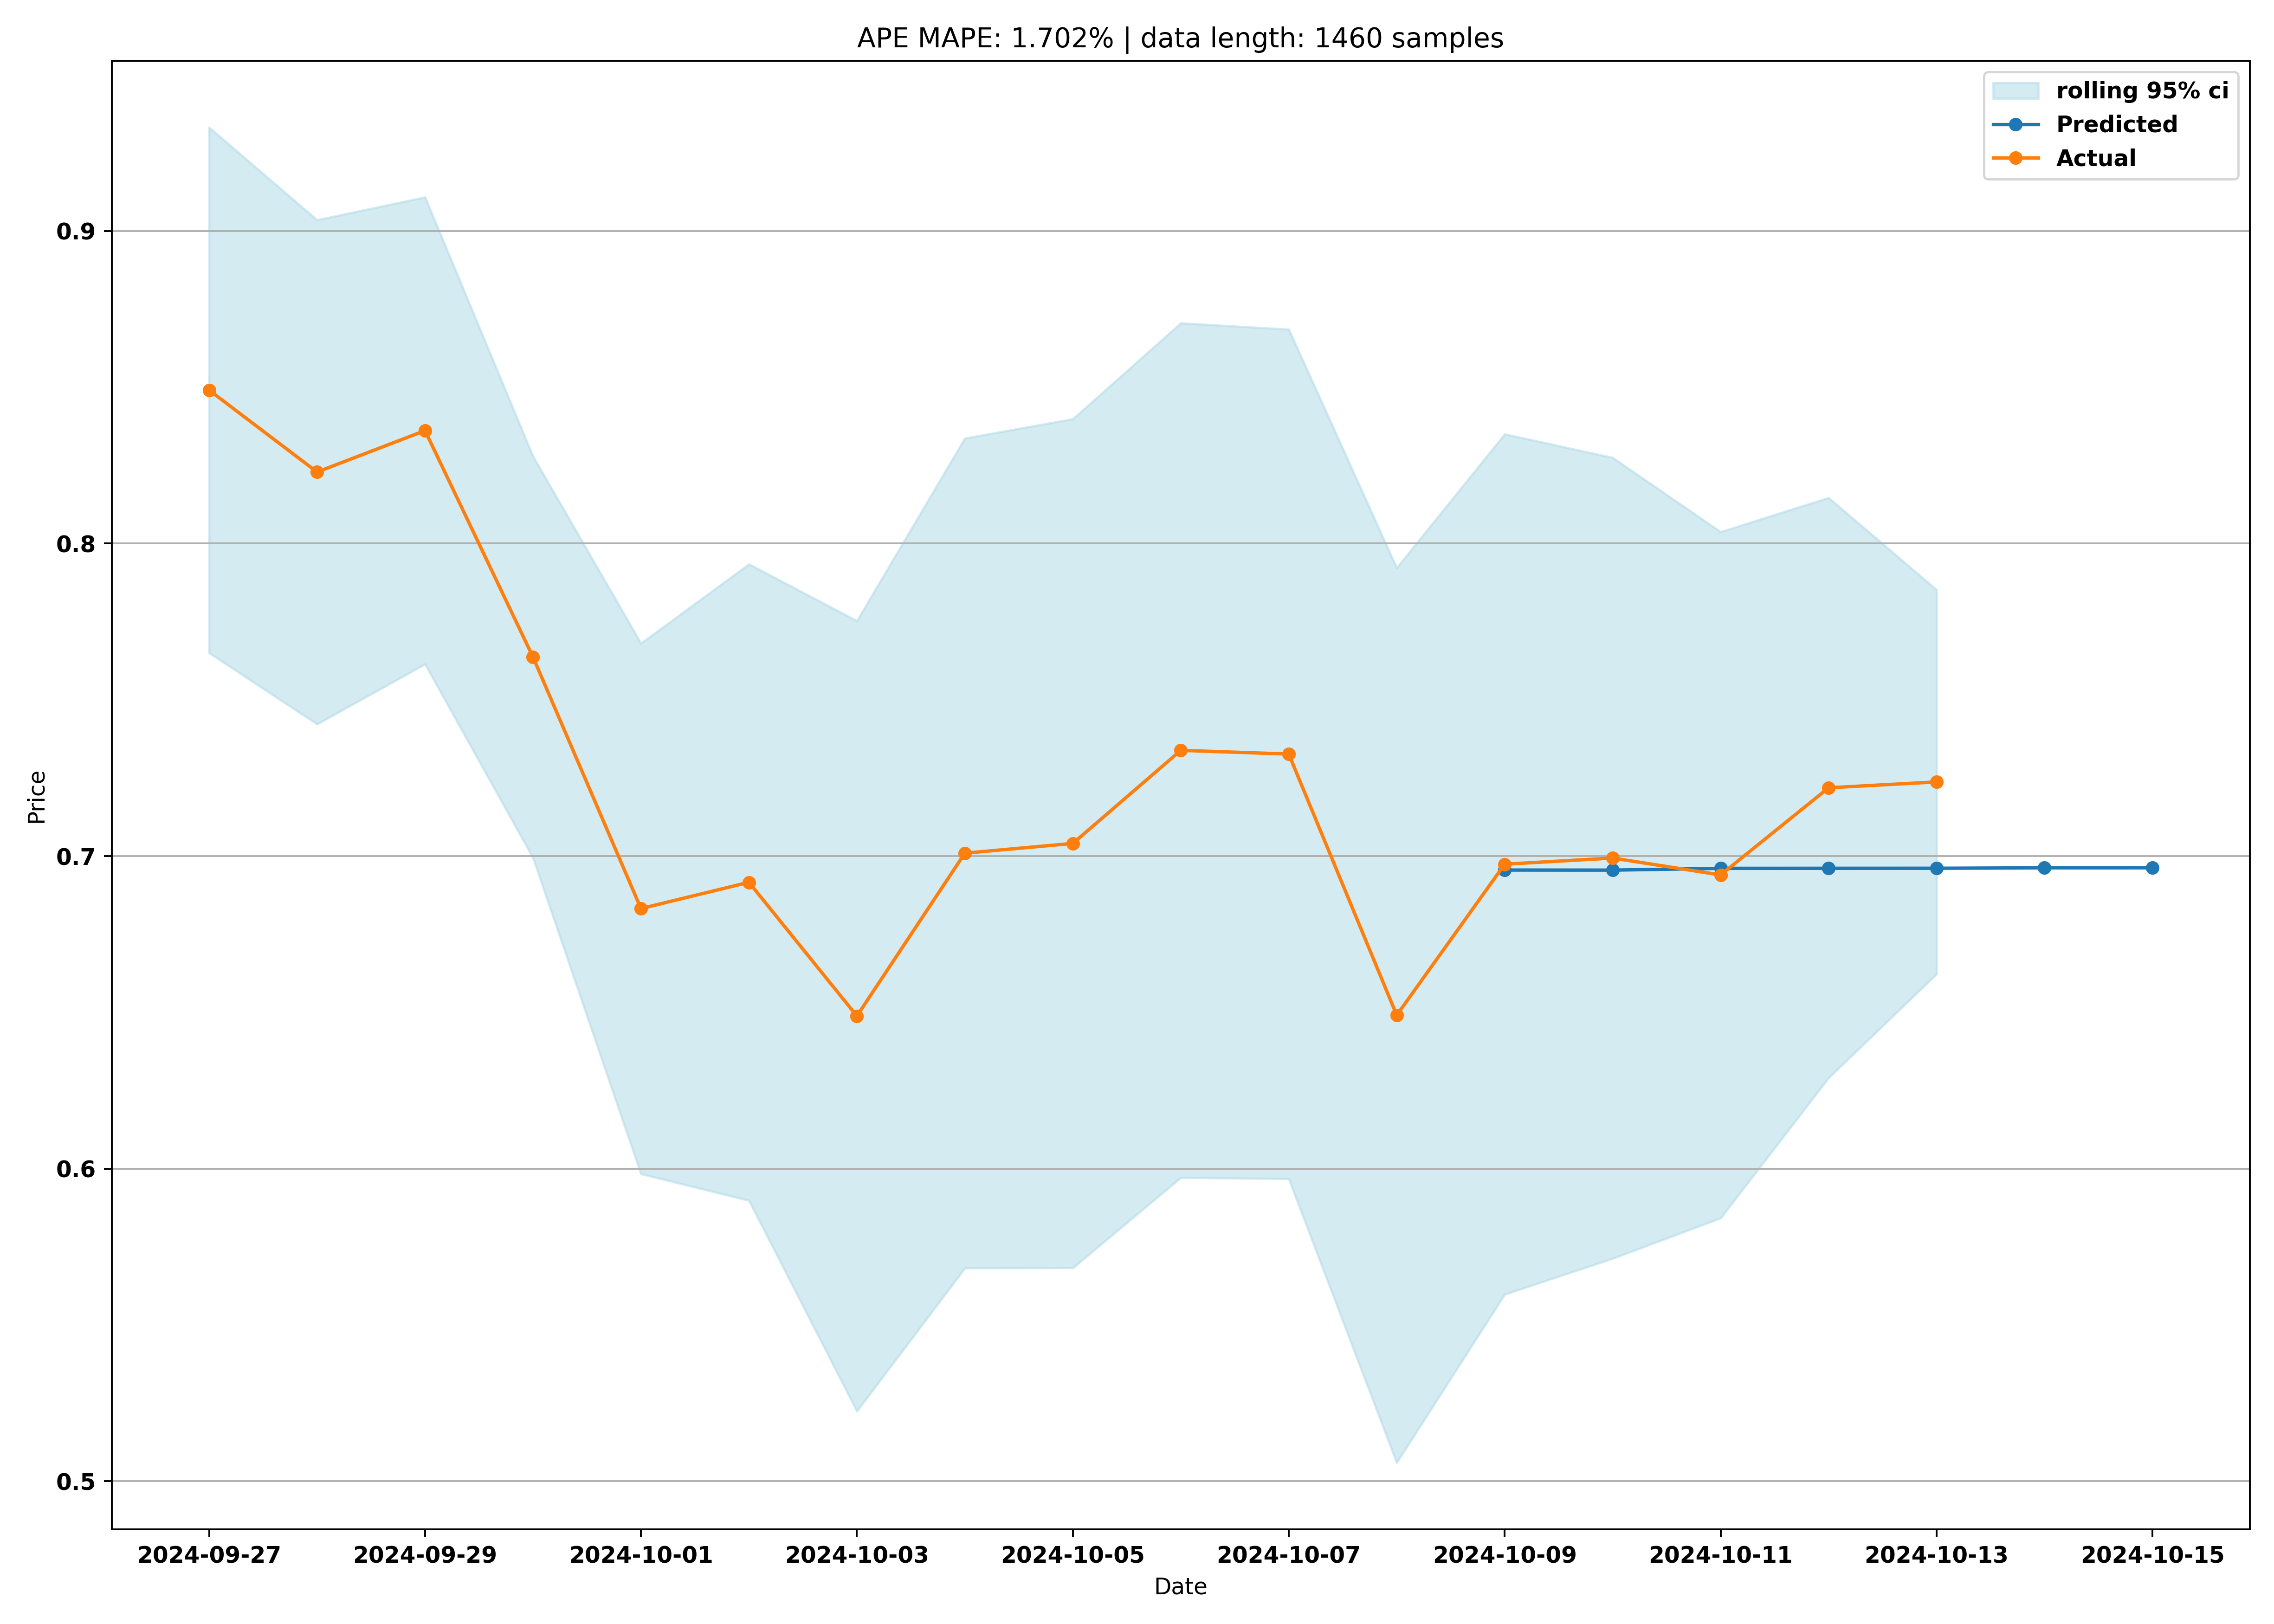 APE MAPE: 1.702% | data length: 1460 samples
rolling 95% ci
Predicted
Actual
0.9
0.8
0.7
0.6
0.5
Price
2024-09-27 2024-09-29 2024-10-01 2024-10-03 2024-10-05 2024-10-07 2024-10-09 2024-10-11 2024-10-13 2024-10-15
Date